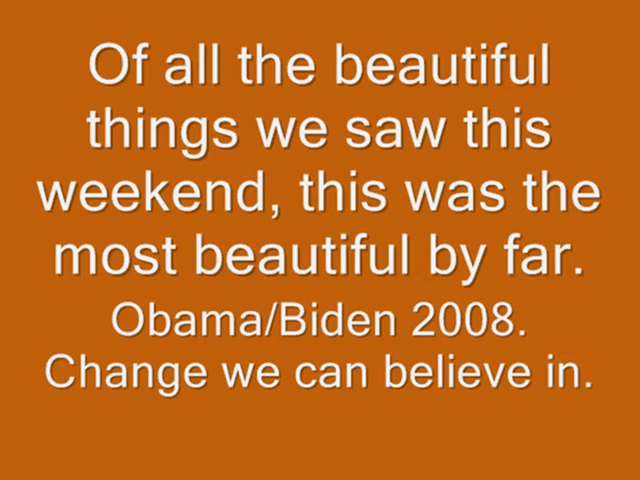 Of all the beautiful
things we saw this
weekend, this was the
most beautiful by far.
Obama/Biden 2008.
Change we can believe in.